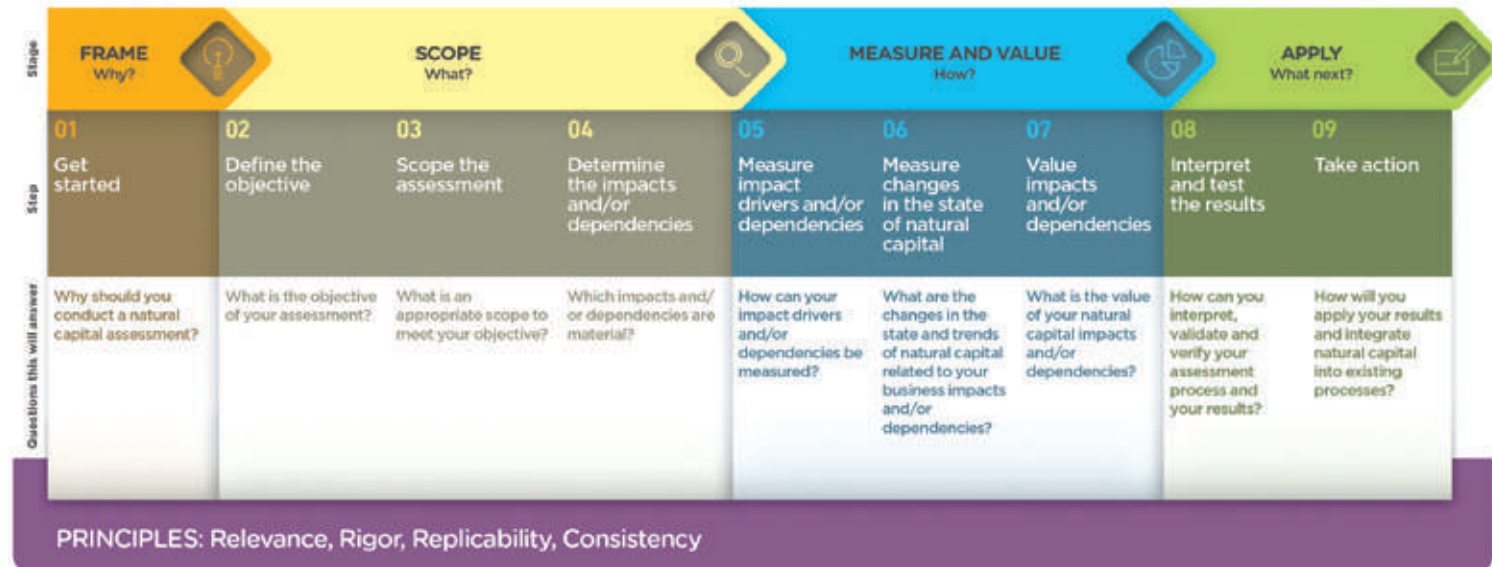 Stage
FRAME
Why?
SCOPE
What?
MEASURE AND VALUE
How?
APPLY
What next?
Step
01
Get
started
02
Define the
objective
03
Scope the
assessment
04
Determine
the impacts
and/or
dependencies
05
Measure
impact
drivers and/or
dependencies
06
Measure
changes
in the state
of natural
capital
07
Value
impacts
and/or
dependencies
08
Interpret
and test
the results
09
Take action
Questions this will answer
Why should you
conduct a natural
capital assessment?
What is the objective
of your assessment?
What is an
appropriate scope to
meet your objective?
Which impacts and/
or dependencies are
material?
How can your
impact drivers
and/or
dependencies be
measured?
What are the
changes in the
state and trends
of natural capital
related to your
business impacts
and/or
dependencies?
What is the value
of your natural
capital impacts
and/or
dependencies?
How can you
interpret,
validate and
verify your
assessment
process and
your results?
How will you
apply your results
and integrate
natural capital
into existing
processes?
PRINCIPLES: Relevance, Rigor, Replicability, Consistency